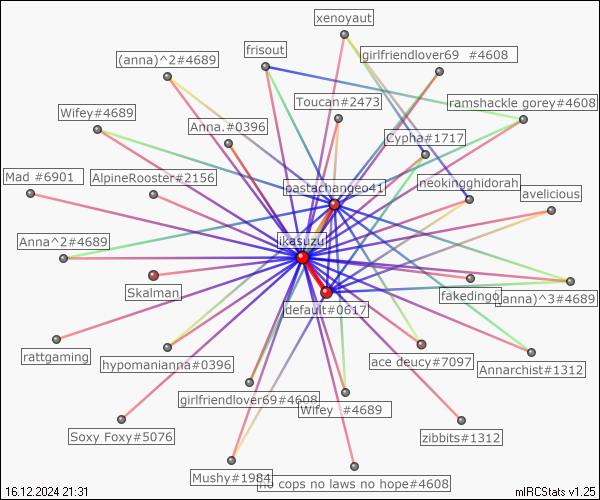 xenoyaut
frisout
girlfriendlover69 #4608
(anna)^2#4689
Toucan#2473
ramshackle gorey#4608
Wifey#4689
Anna.#0396
Cypha#1717
Mad #6901
AlpineRooster#2156
pastachangeo41
neokingghidorah
avelicious
Anna^2#4689
ikasuzu
Skalman
default#0617
fakedingo
(anna)^3#4689
rattgaming
hypomanianna#0396
ace deucy#7097
Annarchist#1312
girlfriendlover69#4608
Wifey #4689
Soxy Foxy#5076
zibbits#1312
Mushy#1984
no cops no laws no hope#4608
16.12.2024 21:31
mIRCStats v1.25